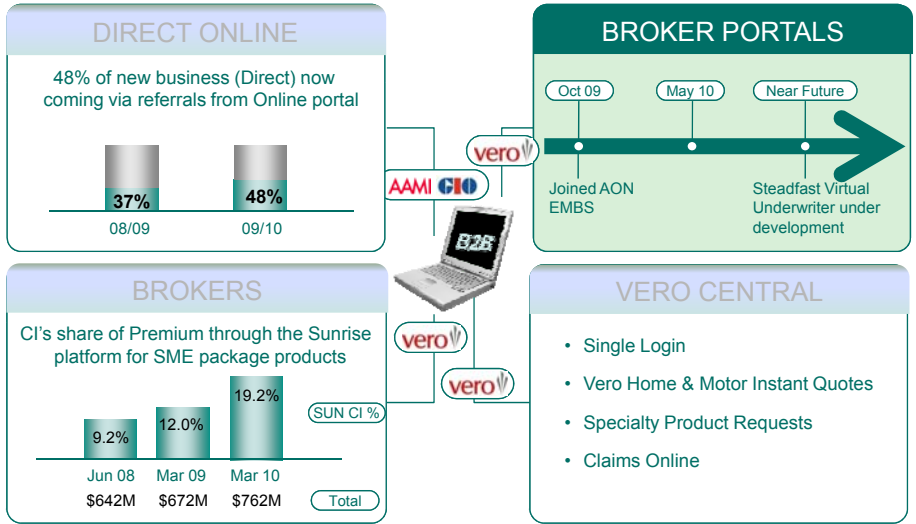 DIRECT ONLINE
48% of new business (Direct) now
coming via referrals from Online portal
37%
48%
08/09
09/10
BROKER PORTALS
Oct 09
May 10
Near Future
Joined AON
EMBS
Steadfast Virtual
Underwriter under
development
vero
AAMI GIO
B2B
vero
vero
BROKERS
CI's share of Premium through the Sunrise
platform for SME package products
9.2%
12.0%
19.2%
SUN CI %
Jun 08
Mar 09
Mar 10
$642M
$672M
$762M
Total
VERO CENTRAL
• Single Login
• Vero Home & Motor Instant Quotes
• Specialty Product Requests
• Claims Online